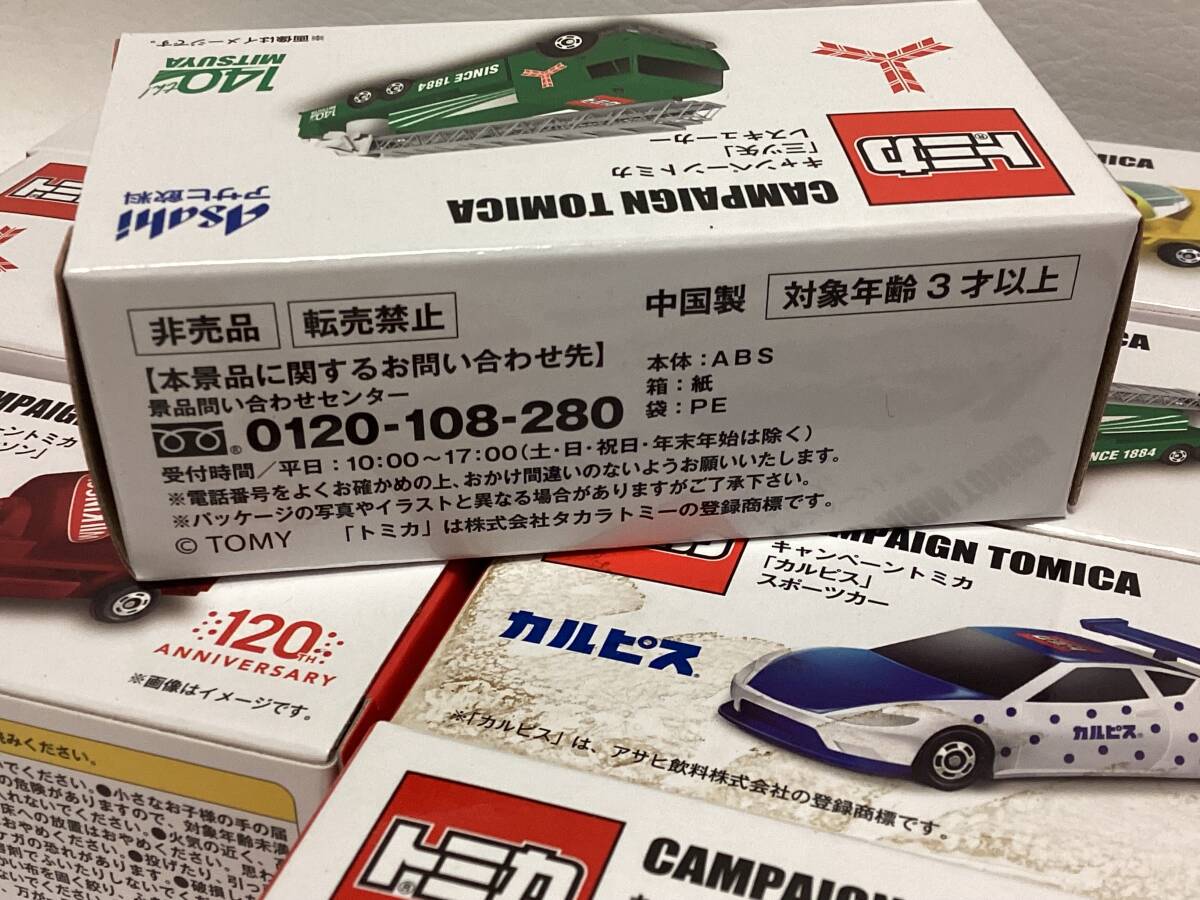 ※画像はイメージです。
140th!
MITSUYA
SINCE 1884
140th!
MITSUYA
トミカ®
キャンペーントミカ
「三ツ矢」
レスキューカー
CAMPAIGN TOMICA
Asahi
アサヒ飲料
非売品
転売禁止
中国製
対象年齢3才以上
【本景品に関するお問い合わせ先】
景品問い合わせセンター
0120-108-280
本体:ABS
箱:紙
袋:PE
受付時間/平日:10:00~17:00(土・日・祝日・年末年始は除く)
※電話番号をよくお確かめの上、おかけ間違いのないようお願いいたします。
※パッケージの写真やイラストと異なる場合がありますがご了承下さい。
© TOMY 「トミカ」は株式会社タカラトミーの登録商標です。
CAMPAIGN TOMICA
キャンペーントミカ
「カルピス」
スポーツカー
カルピス®
カルピス®
※「カルピス」は、アサヒ飲料株式会社の登録商標です。
120TH
ANNIVERSARY
※画像はイメージです。
トミカ®
CAMPAIGN
SINCE 1884